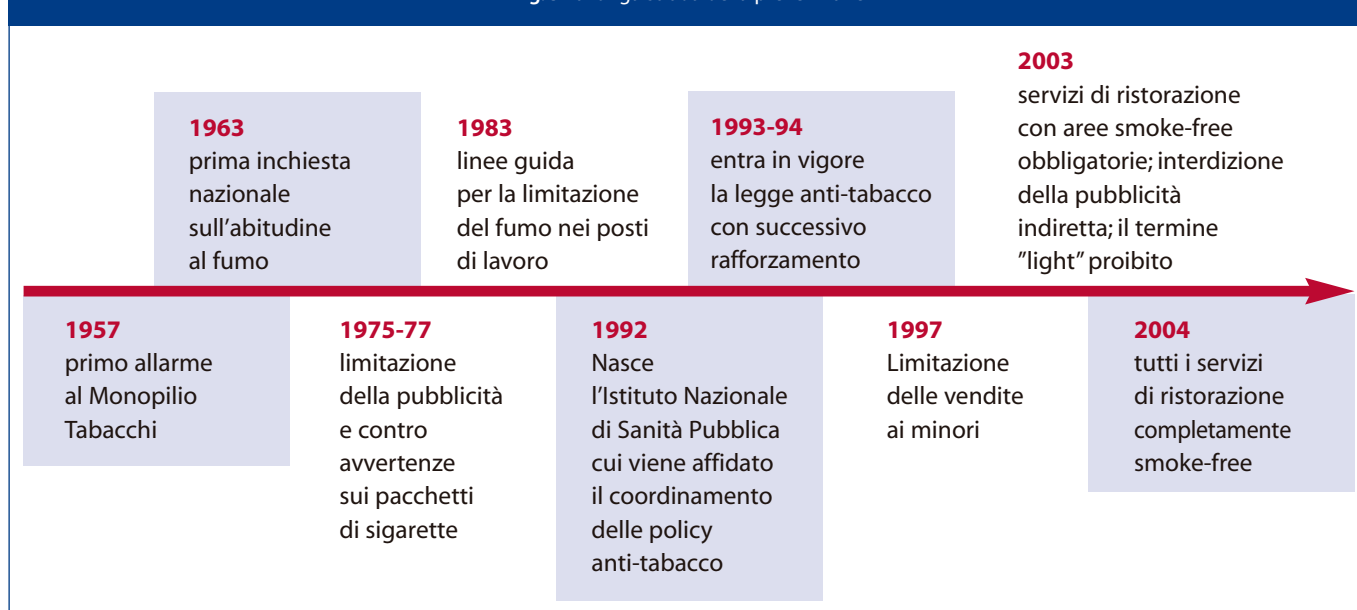 1957
primo allarme
al Monopilio
Tabacchi
1963
prima inchiesta
nazionale
sull'abitudine
al fumo
1975-77
limitazione
della pubblicità
e contro
avvertenze
sui pacchetti
di sigarette
1983
linee guida
per la limitazione
del fumo nei posti
di lavoro
1992
Nasce
l'Istituto Nazionale
di Sanità Pubblica
cui viene affidato
il coordinamento
delle policy
anti-tabacco
1993-94
entra in vigore
la legge anti-tabacco
con successivo
rafforzamento
1997
Limitazione
delle vendite
ai minori
2003
servizi di ristorazione
con aree smoke-free
obbligatorie; interdizione
della pubblicità
indiretta; il termine
"light" proibito
2004
tutti i servizi
di ristorazione
completamente
smoke-free